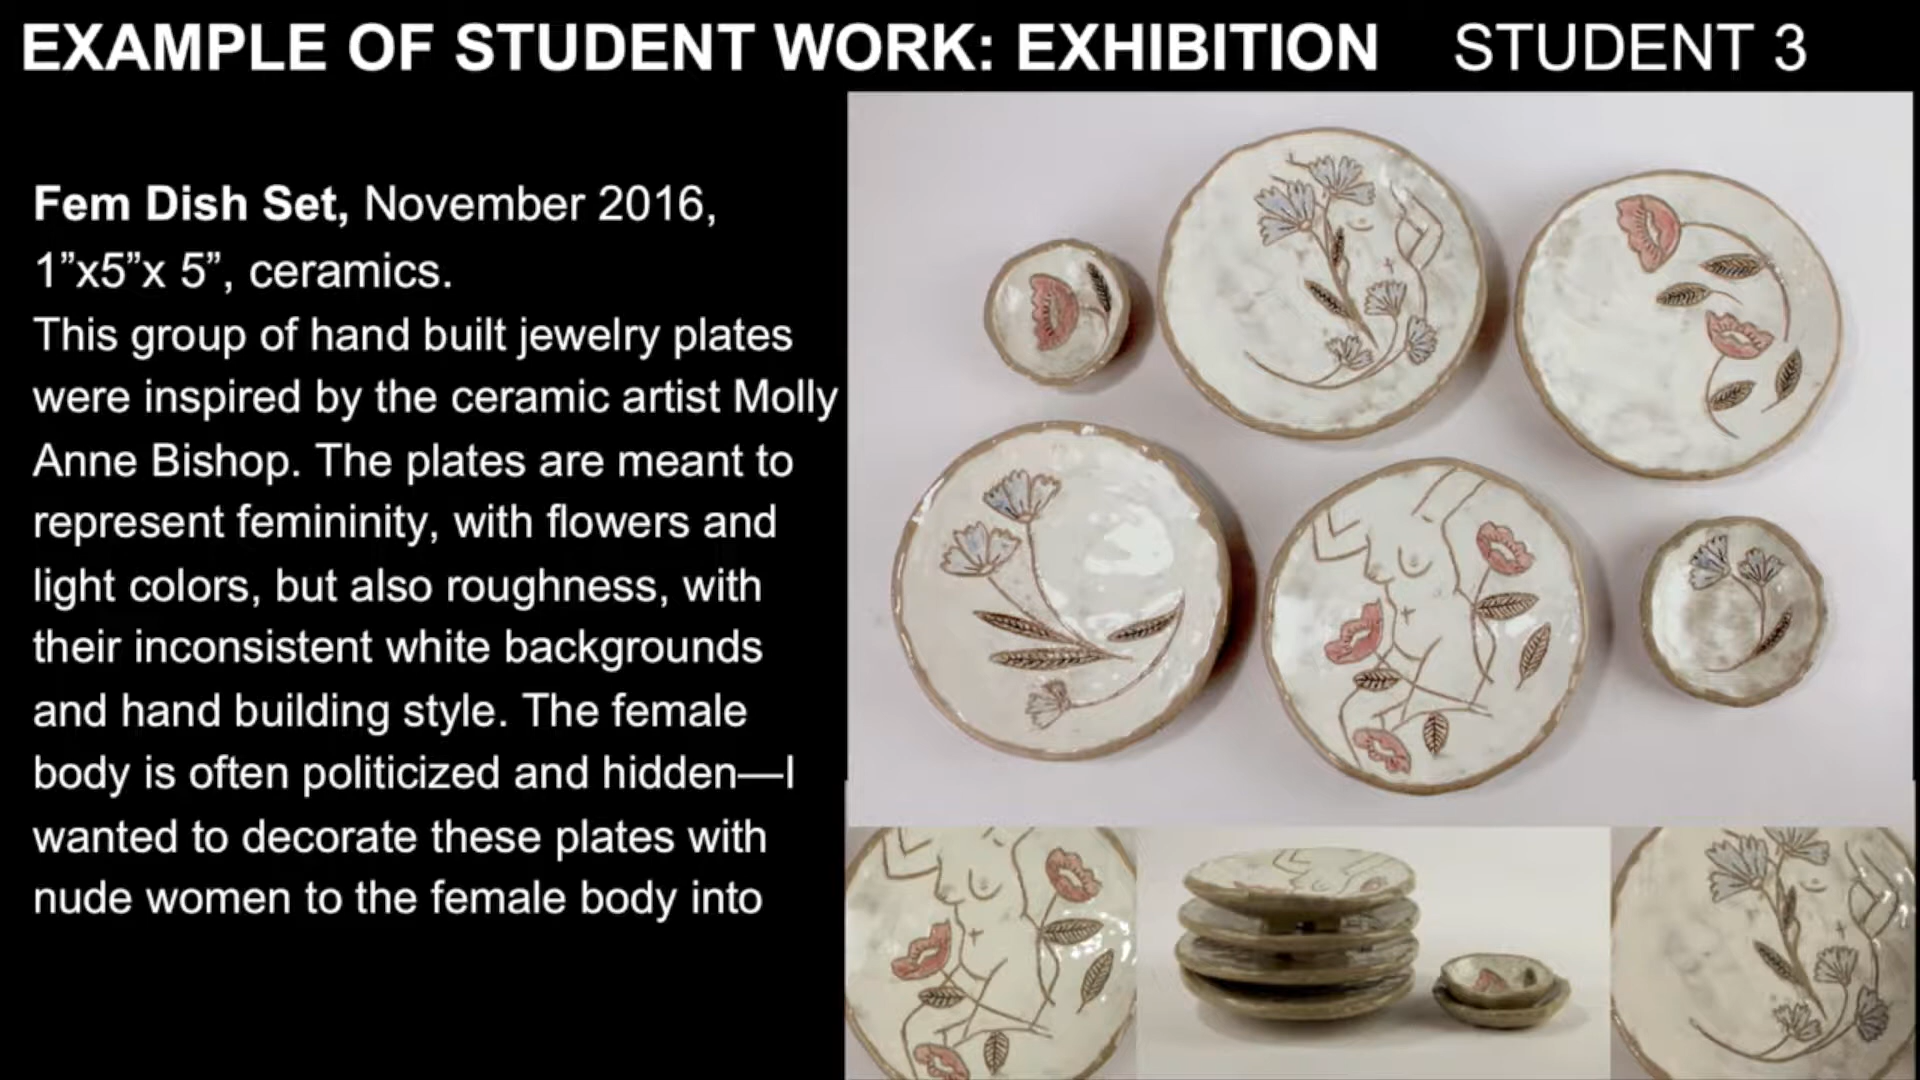 EXAMPLE OF STUDENT WORK: EXHIBITION STUDENT 3
Fem Dish Set, November 2016,
1”x5”x 5”, ceramics.
This group of hand built jewelry plates
were inspired by the ceramic artist Molly
Anne Bishop. The plates are meant to
represent femininity, with flowers and
light colors, but also roughness, with
their inconsistent white backgrounds
and hand building style. The female
body is often politicized and hidden—I
wanted to decorate these plates with
nude women to the female body into